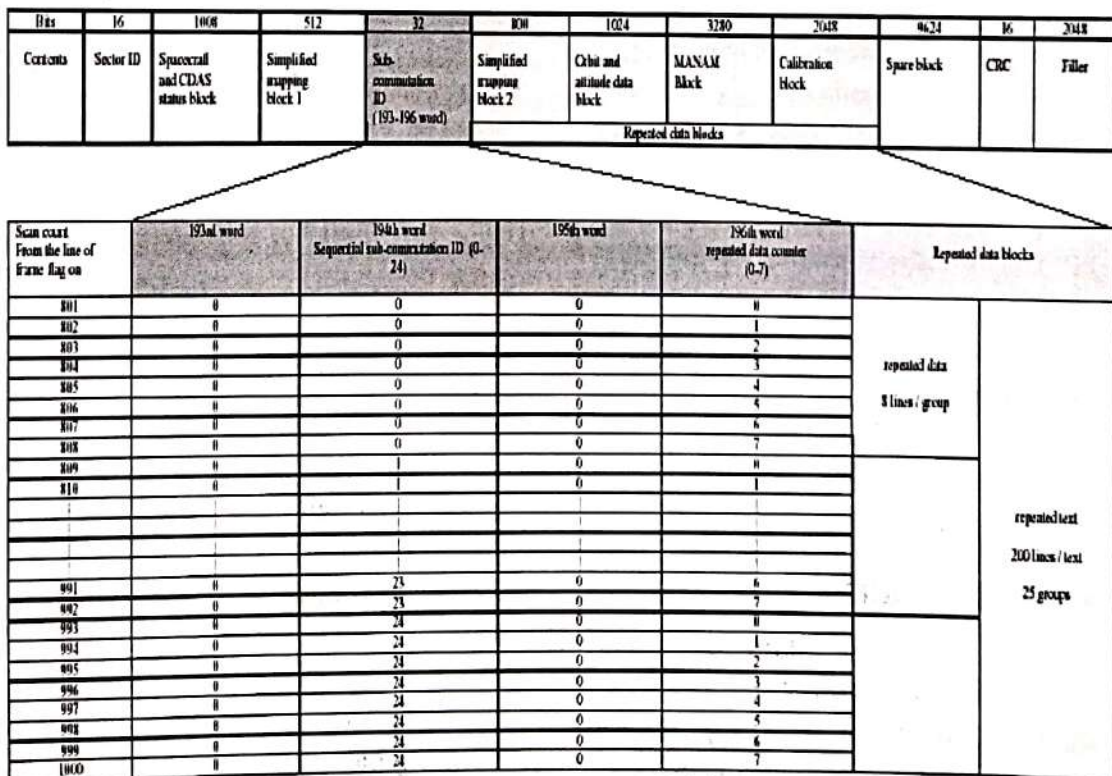 Bits 16 1008 512 32 800 1024 3280 2048 9624 16 2048
Contents Sector ID Spacecraft Simplified Sub- Simplified Orbit and MANAM Calibration Spare block CRC Filler
and CDAS mapping commutation mapping attitude data Block block
status block block 1 ID block 2 block
(193-196 word)
Repeated data blocks
Scan count 193rd word 194th word 195th word 196th word
From the line of Sequential sub-commutation ID (0- repeated data counter Repeated data blocks
frame flag on 24) (0-7)
801 0 0 0 0
802 0 0 0 1
803 0 0 0 2
804 0 0 0 3 repeated data
805 0 0 0 4
806 0 0 0 5 8 lines / group
807 0 0 0 6
808 0 0 0 7
809 0 1 0 0
810 0 1 0 1
repeated text
200 lines / text
991 0 23 0 6 25 groups
992 0 23 0 7
993 0 24 0 0
994 0 24 0 1
995 0 24 0 2
996 0 24 0 3
997 0 24 0 4
998 0 24 0 5
999 0 24 0 6
1000 0 24 0 7